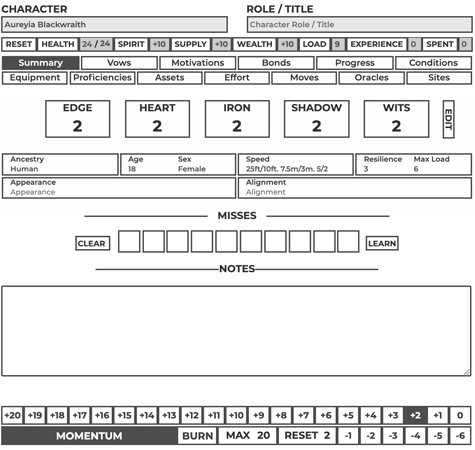 CHARACTER ROLE / TITLE
Aureyia Blackwraith Character Role / Title
RESET HEALTH 24 / 24 SPIRIT +10 SUPPLY +10 WEALTH +10 LOAD 9 EXPERIENCE 0 SPENT 0
Summary Vows Motivations Bonds Progress Conditions
Equipment Proficiencies Assets Effort Moves Oracles Sites
EDGE HEART IRON SHADOW WITS EDIT
2 2 2 2 2
Ancestry Age Sex Speed Resilience Max Load
Human 18 Female 25ft/10ft. 7.5m/3m. 5/2 3 6
Appearance Alignment
Appearance Alignment
MISSES
CLEAR LEARN
NOTES
+20 +19 +18 +17 +16 +15 +14 +13 +12 +11 +10 +9 +8 +7 +6 +5 +4 +3 +2 +1 0
MOMENTUM BURN MAX 20 RESET 2 -1 -2 -3 -4 -5 -6